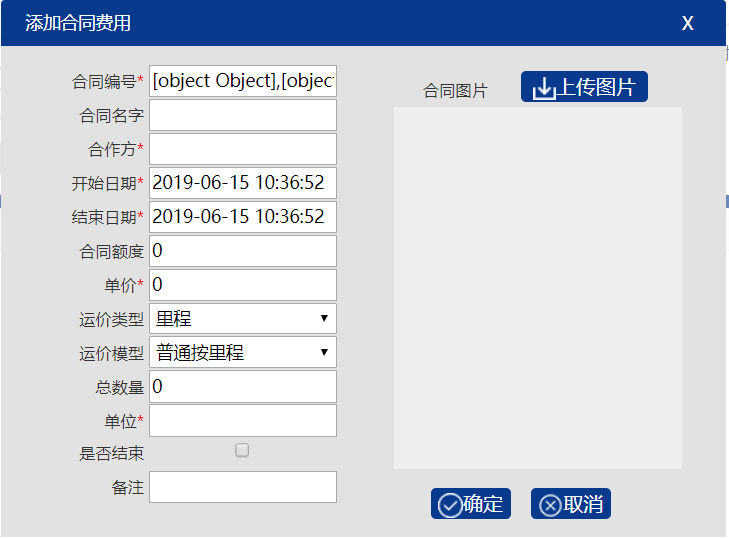 添加合同费用 X
合同编号* [object Object],[object
合同名字
合作方*
开始日期* 2019-06-15 10:36:52
结束日期* 2019-06-15 10:36:52
合同额度 0
单价* 0
运价类型 里程
运价模型 普通按里程
总数量 0
单位*
是否结束
备注
合同图片 上传图片
确定 取消